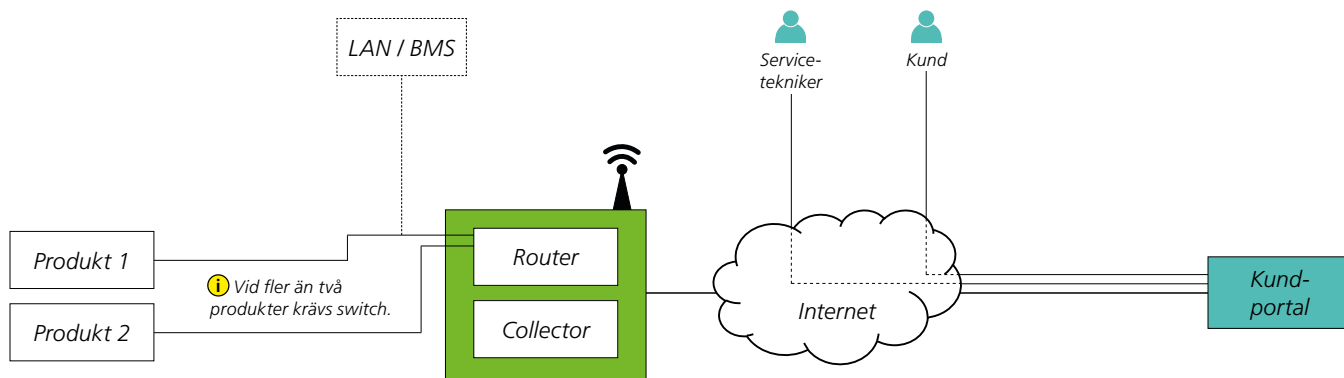 LAN / BMS
Service-
tekniker
Kund
Produkt 1
Produkt 2
i Vid fler än två
produkter krävs switch.
Router
Collector
Internet
Kund-
portal